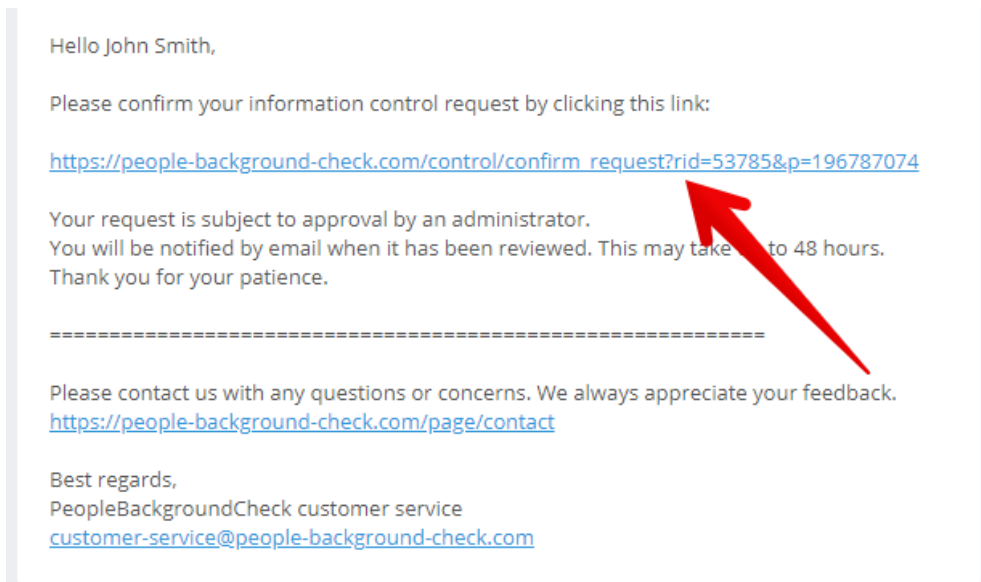 Hello John Smith,
Please confirm your information control request by clicking this link:
https://people-background-check.com/control/confirm_request?rid=53785&p=196787074
Your request is subject to approval by an administrator.
You will be notified by email when it has been reviewed. This may take to 48 hours.
Thank you for your patience.
============================================================
Please contact us with any questions or concerns. We always appreciate your feedback.
https://people-background-check.com/page/contact
Best regards,
PeopleBackgroundCheck customer service
customer-service@people-background-check.com